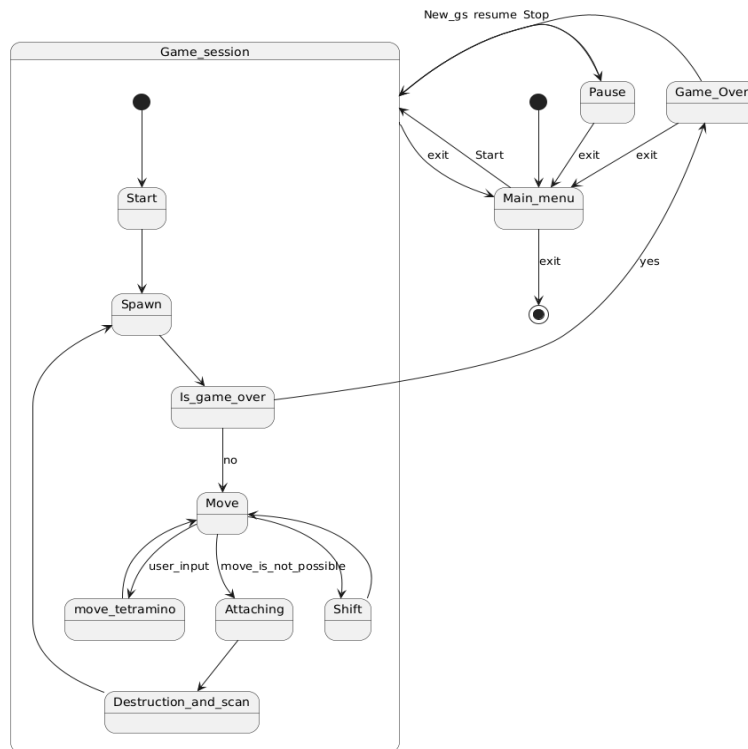 New_gs resume Stop
Game_session
Pause
Game_Over
exit
Start
exit
exit
Start
Main_menu
exit
yes
Spawn
Is_game_over
no
Move
user_input
move_is_not_possible
move_tetramino
Attaching
Shift
Destruction_and_scan